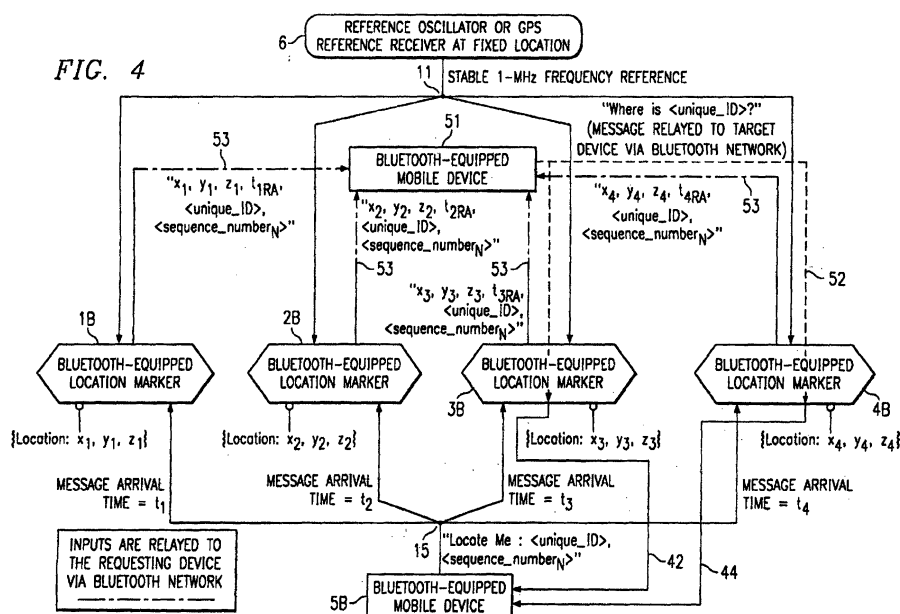 REFERENCE OSCILLATOR OR GPS
REFERENCE RECEIVER AT FIXED LOCATION
6
FIG. 4
11
STABLE 1-MHz FREQUENCY REFERENCE
"Where is <unique_ID>?"
(MESSAGE RELAYED TO TARGET
DEVICE VIA BLUETOOTH NETWORK)
51
BLUETOOTH-EQUIPPED
MOBILE DEVICE
53
"x1, y1, z1, t1RA,
<unique_ID>,
<sequence_numberN>"
"x2, y2, z2, t2RA,
<unique_ID>,
<sequence_numberN>"
53
"x4, y4, z4, t4RA,
<unique_ID>,
<sequence_numberN>"
53
53
"x3, y3, z3, t3RA,
<unique_ID>,
<sequence_numberN>"
52
1B
BLUETOOTH-EQUIPPED
LOCATION MARKER
2B
BLUETOOTH-EQUIPPED
LOCATION MARKER
BLUETOOTH-EQUIPPED
LOCATION MARKER
3B
BLUETOOTH-EQUIPPED
LOCATION MARKER
4B
{Location: x1, y1, z1}
{Location: x2, y2, z2}
{Location: x3, y3, z3}
{Location: x4, y4, z4}
MESSAGE ARRIVAL
TIME = t1
MESSAGE ARRIVAL
TIME = t2
MESSAGE ARRIVAL
TIME = t3
MESSAGE ARRIVAL
TIME = t4
15
"Locate Me : <unique_ID>,
<sequence_numberN>"
42
44
INPUTS ARE RELAYED TO
THE REQUESTING DEVICE
VIA BLUETOOTH NETWORK
5B
BLUETOOTH-EQUIPPED
MOBILE DEVICE